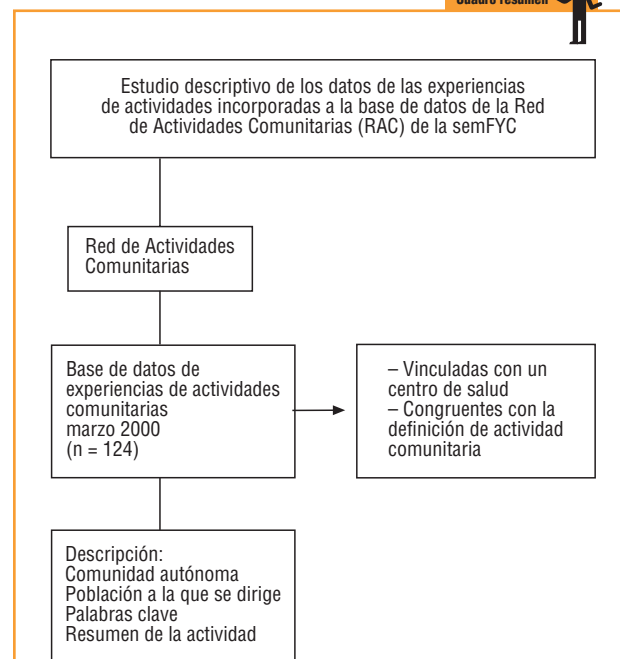 Cuadro resumen
Estudio descriptivo de los datos de las experiencias
de actividades incorporadas a la base de datos de la Red
de Actividades Comunitarias (RAC) de la semFYC
Red de Actividades
Comunitarias
Base de datos de
experiencias de actividades
comunitarias
marzo 2000
(n = 124)
– Vinculadas con un
centro de salud
– Congruentes con la
definición de actividad
comunitaria
Descripción:
Comunidad autónoma
Población a la que se dirige
Palabras clave
Resumen de la actividad